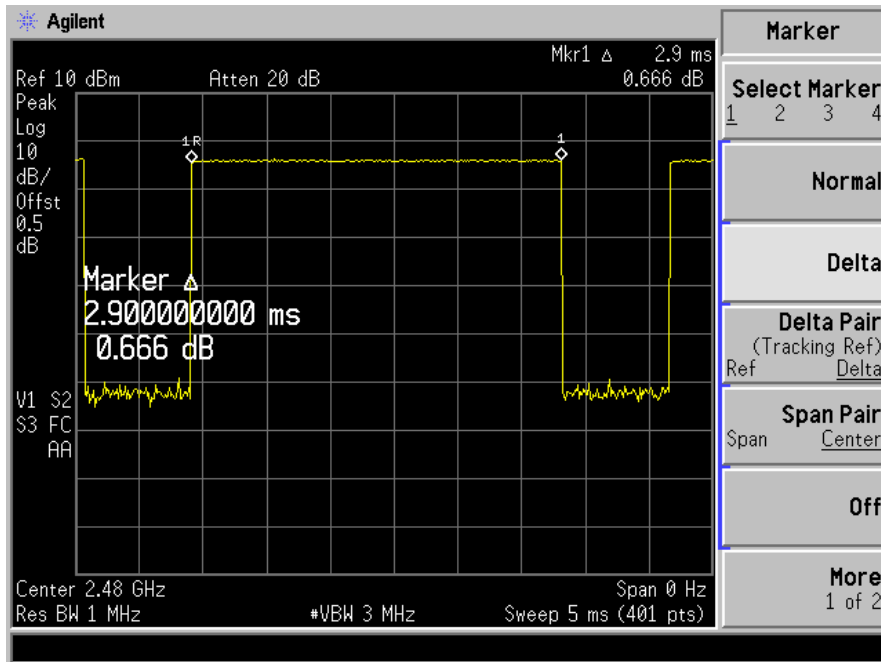 Agilent
Mkr1 Δ 2.9 ms
Ref 10 dBm Atten 20 dB 0.666 dB
Peak
Log
10
dB/
Offst
0.5
dB
1R
1
Marker Δ
2.900000000 ms
0.666 dB
V1 S2
S3 FC
AA
Center 2.48 GHz Span 0 Hz
Res BW 1 MHz #VBW 3 MHz Sweep 5 ms (401 pts)
Marker
Select Marker
1 2 3 4
Normal
Delta
Delta Pair
(Tracking Ref)
Ref Delta
Span Pair
Span Center
Off
More
1 of 2